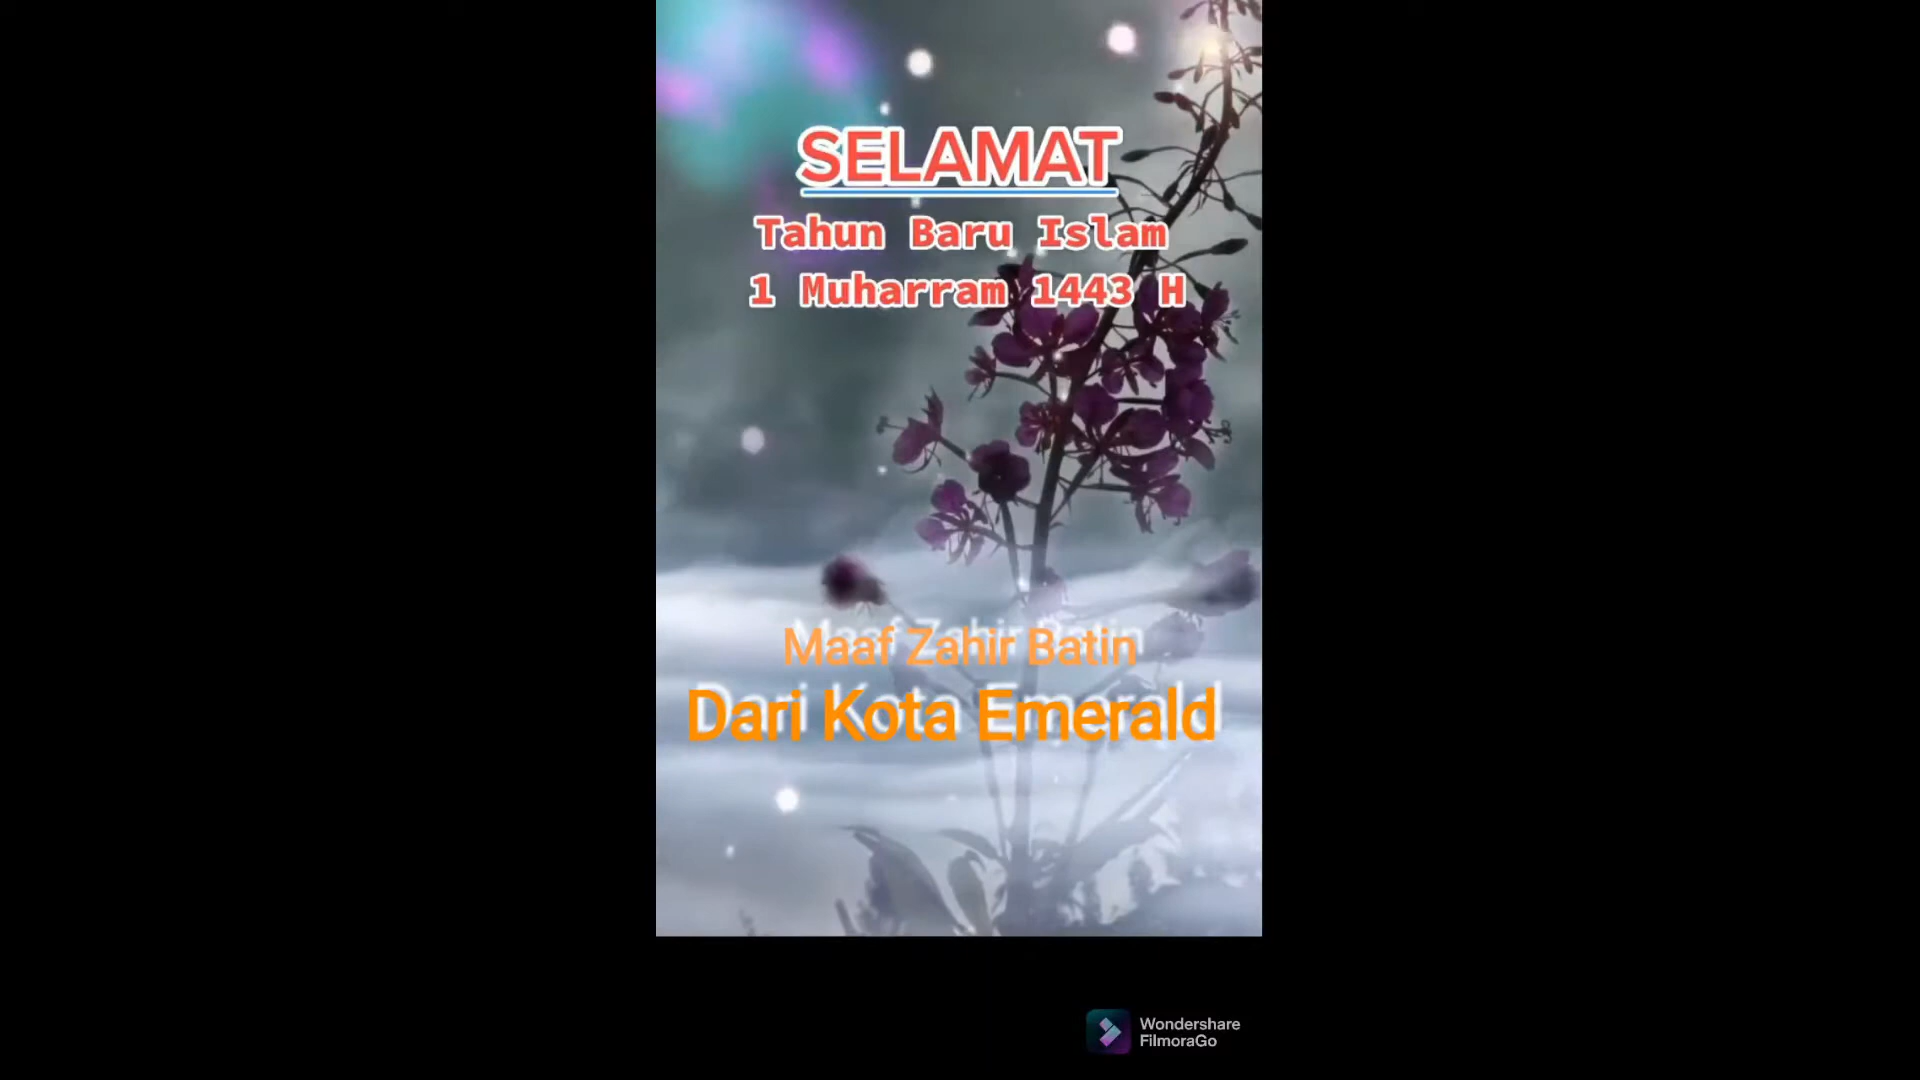 SELAMAT
Tahun Baru Islam
1 Muharram 1443 H
Maaf Zahir Batin
Dari Kota Emerald
Wondershare
FilmoraGo